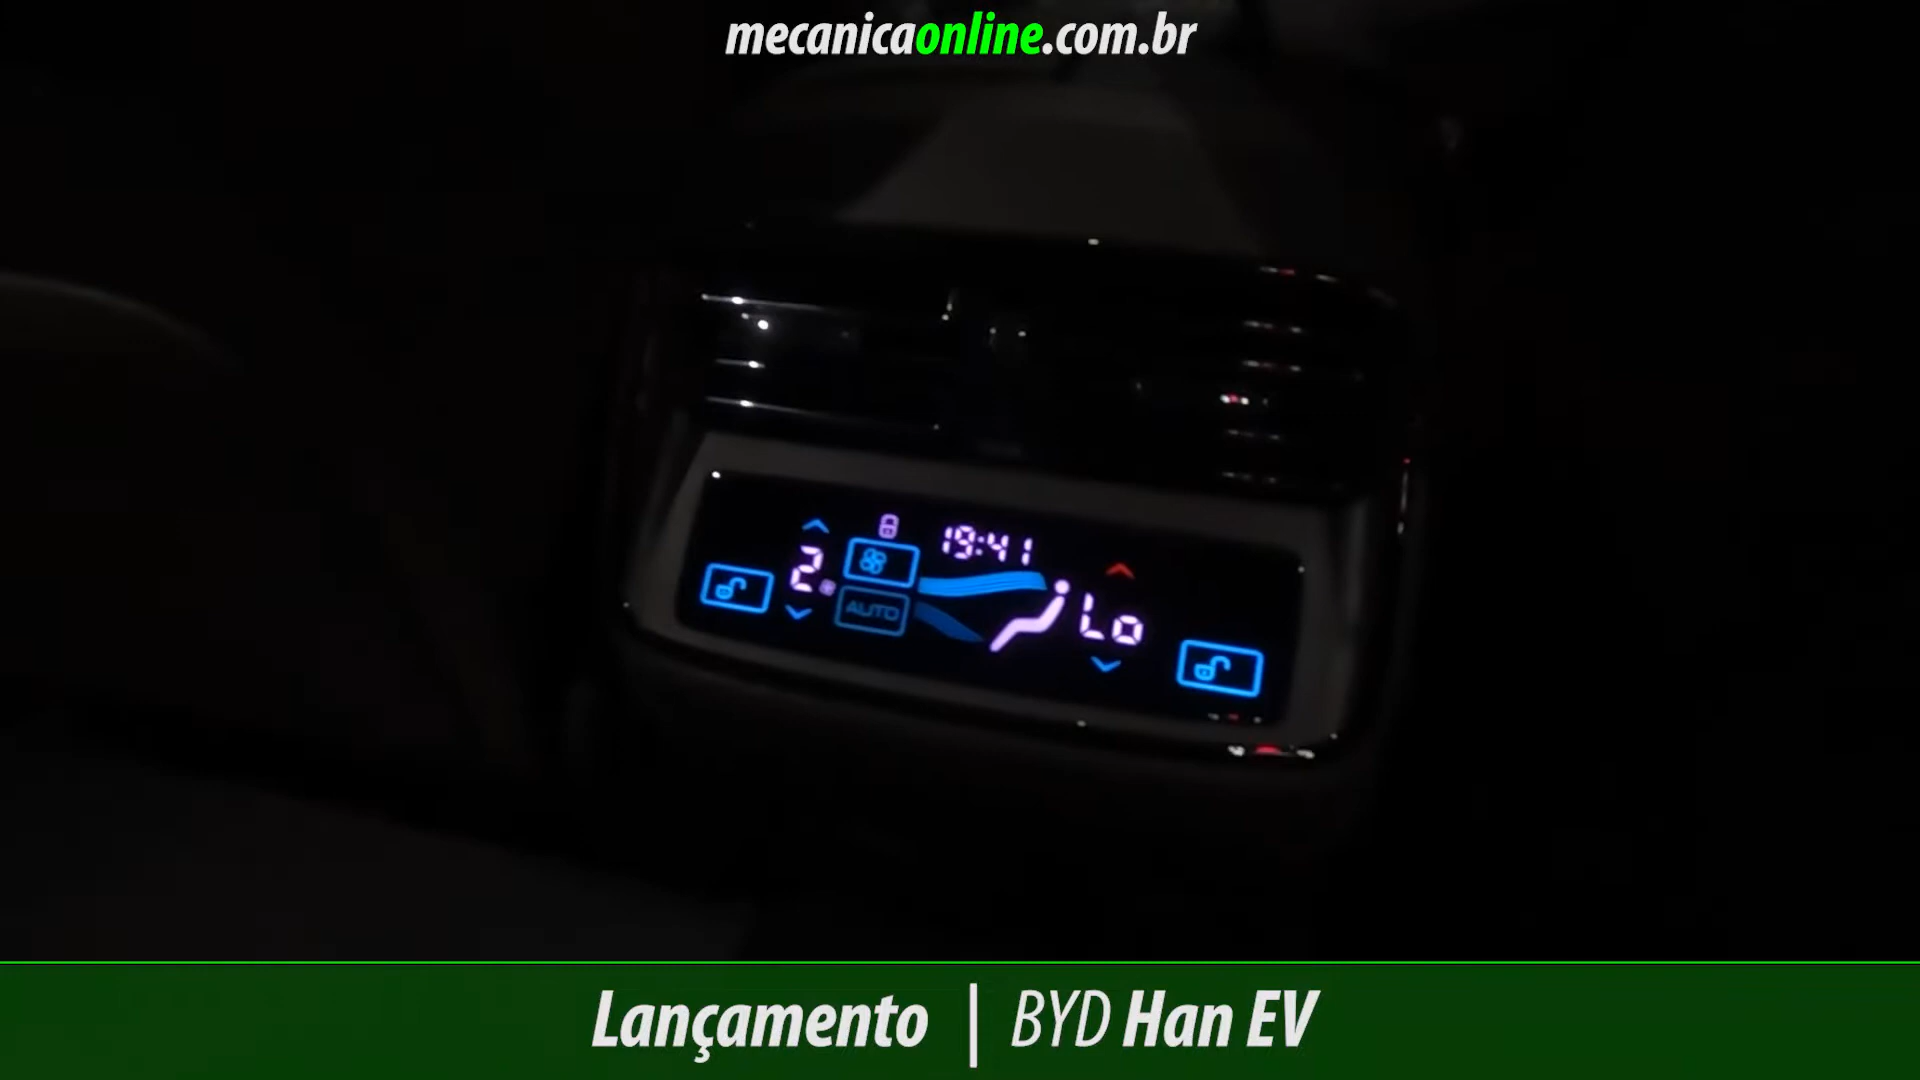 mecanicaonline.com.br
19:41
2
AUTO
Lo
Lançamento | BYD Han EV